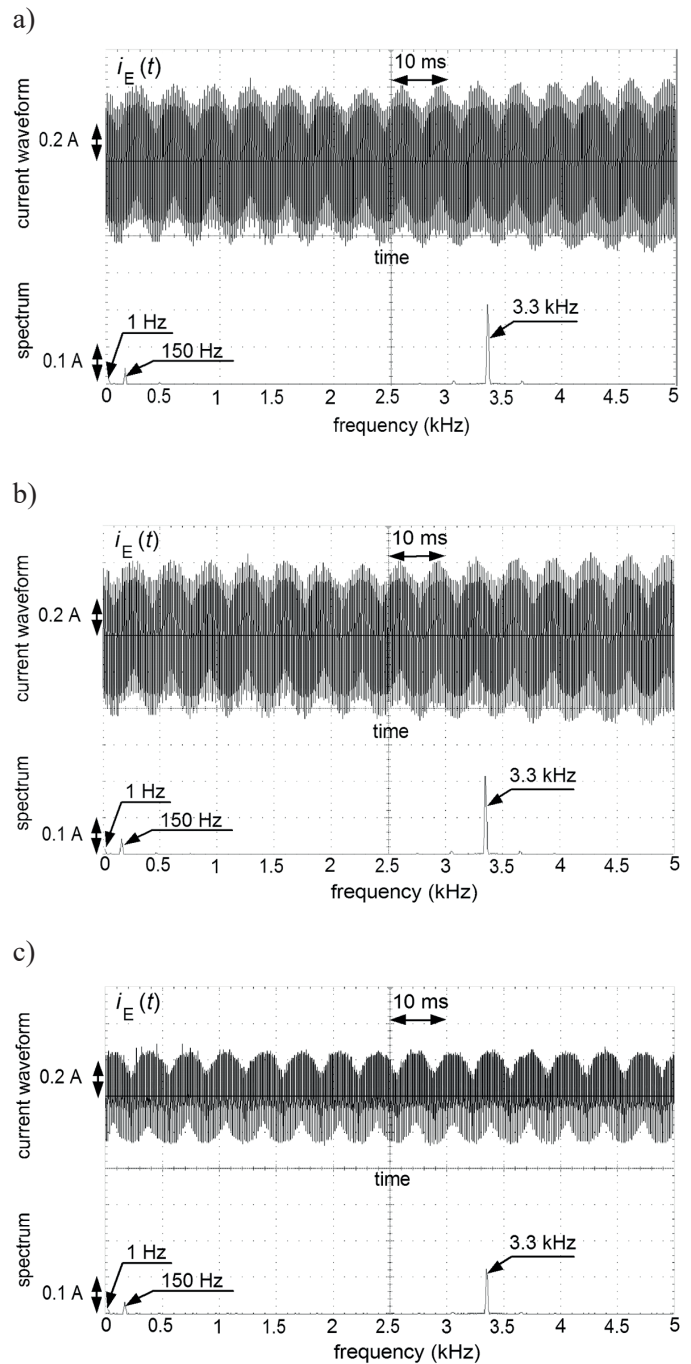 a)
i_E (t)
10 ms
current waveform
0.2 A
time
spectrum
1 Hz
3.3 kHz
150 Hz
0.1 A
0 0.5 1 1.5 2 2.5 3 3.5 4 4.5 5
frequency (kHz)
b)
i_E (t)
10 ms
current waveform
0.2 A
time
spectrum
1 Hz
3.3 kHz
150 Hz
0.1 A
0 0.5 1 1.5 2 2.5 3 3.5 4 4.5 5
frequency (kHz)
c)
i_E (t)
10 ms
current waveform
0.2 A
time
spectrum
1 Hz
3.3 kHz
150 Hz
0.1 A
0 0.5 1 1.5 2 2.5 3 3.5 4 4.5 5
frequency (kHz)